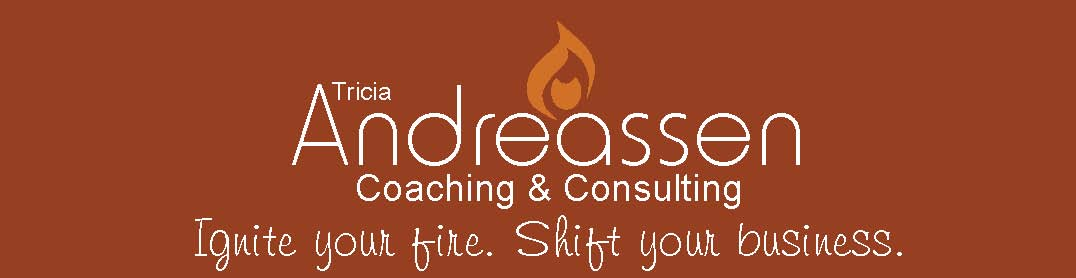 Tricia
Andreassen
Coaching & Consulting
Ignite your fire. Shift your business.